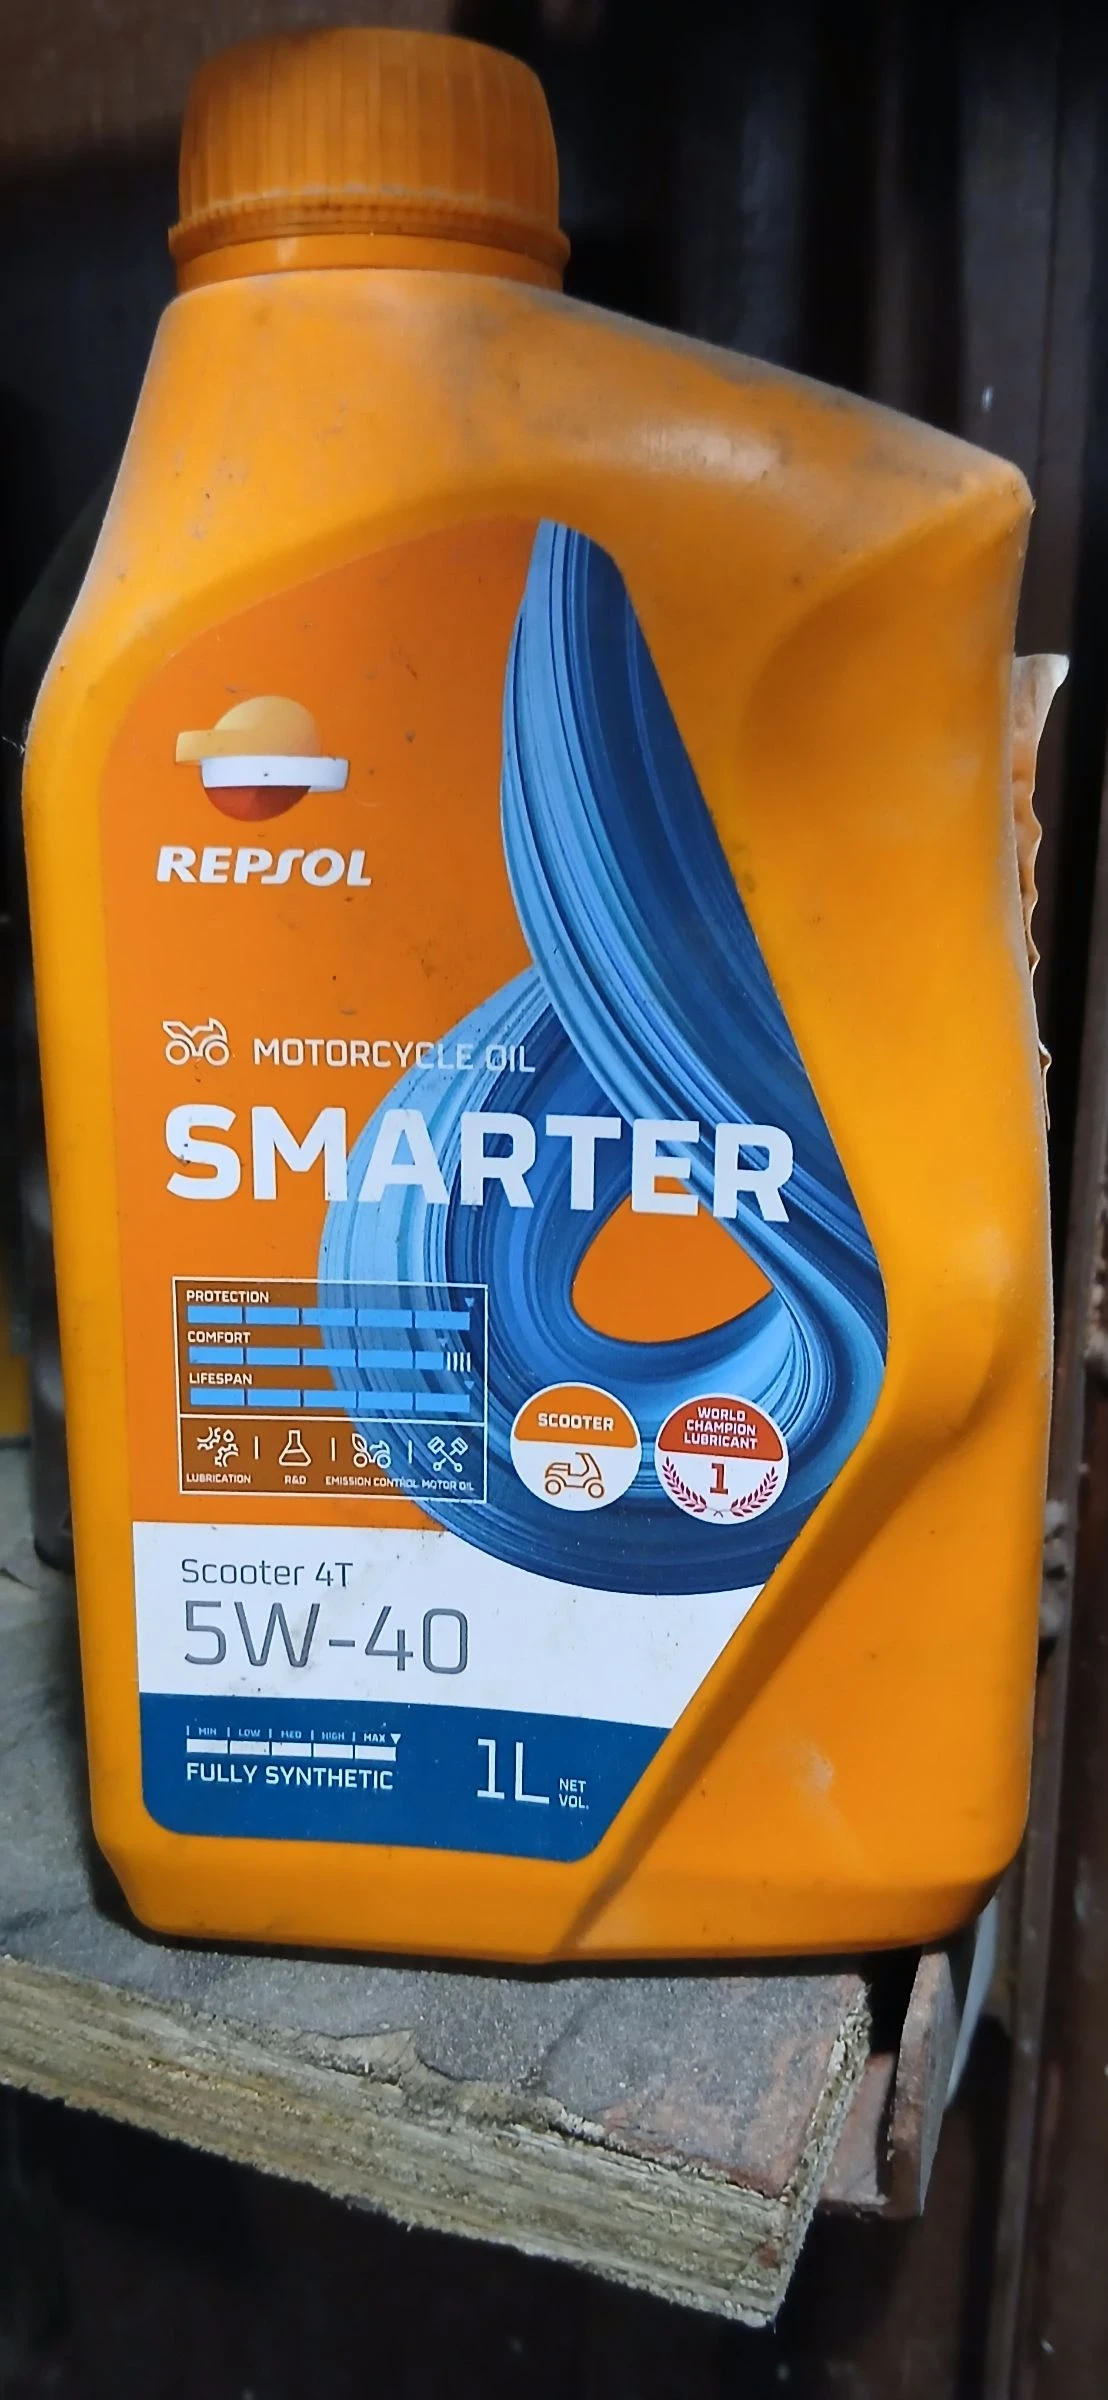 REPSOL
MOTORCYCLE OIL
SMARTER
PROTECTION
COMFORT
LIFESPAN
LUBRICATION
R&D
EMISSION CONTROL
MOTOR OIL
SCOOTER
WORLD
CHAMPION
LUBRICANT
1
Scooter 4T
5W-40
MIN LOW MED HIGH MAX
FULLY SYNTHETIC
1L NET
VOL.